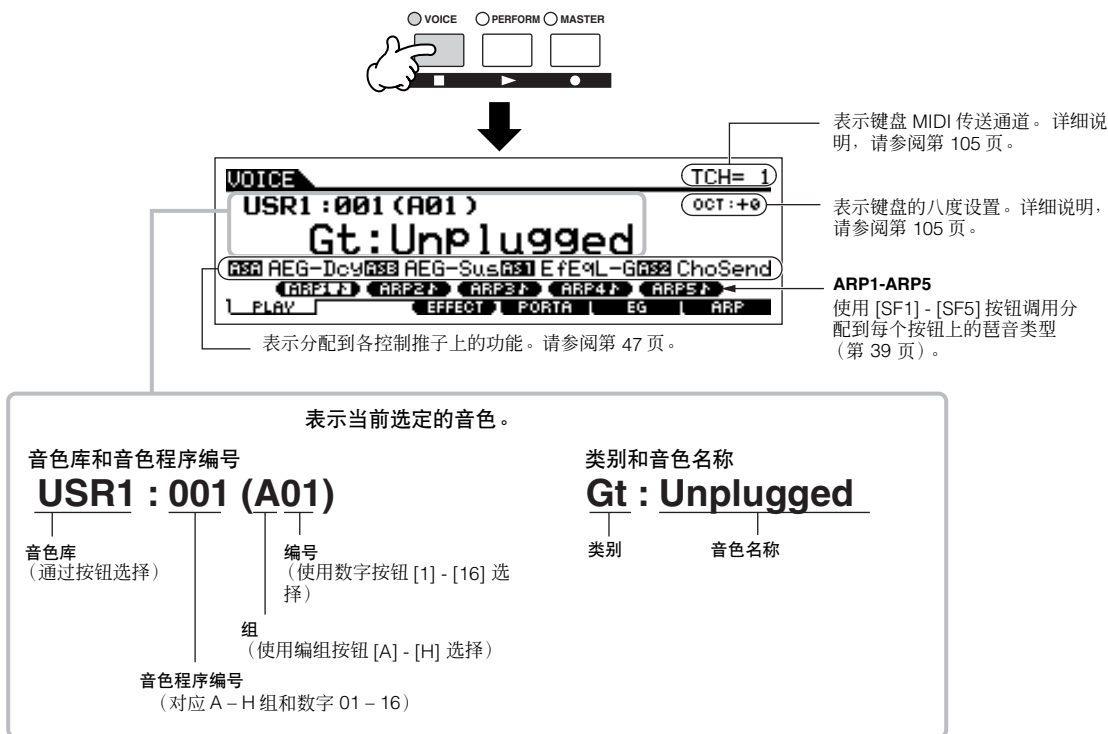 VOICE PERFORM MASTER
表示键盘 MIDI 传送通道。 详细说
明，请参阅第 105 页。
VOICE TCH= 1
USR1:001(A01) OCT:+0
表示键盘的八度设置。详细说明，
请参阅第 105 页。
Gt:Unplugged
ASA AEG-Dcy ASB AEG-Sus AS1 EfEqL-G AS2 ChoSend
ARP1♪ ARP2♪ ARP3♪ ARP4♪ ARP5♪
PLAY EFFECT PORTA EG ARP
ARP1-ARP5
使用 [SF1] - [SF5] 按钮调用分
配到每个按钮上的琶音类型
（第 39 页）。
表示分配到各控制推子上的功能。请参阅第 47 页。
表示当前选定的音色。
音色库和音色程序编号
USR1 : 001 (A01)
音色库
（通过按钮选择）
编号
（使用数字按钮 [1] - [16] 选
择）
组
（使用编组按钮 [A] - [H] 选择）
音色程序编号
（对应 A – H 组和数字 01 – 16）
类别和音色名称
Gt : Unplugged
类别
音色名称